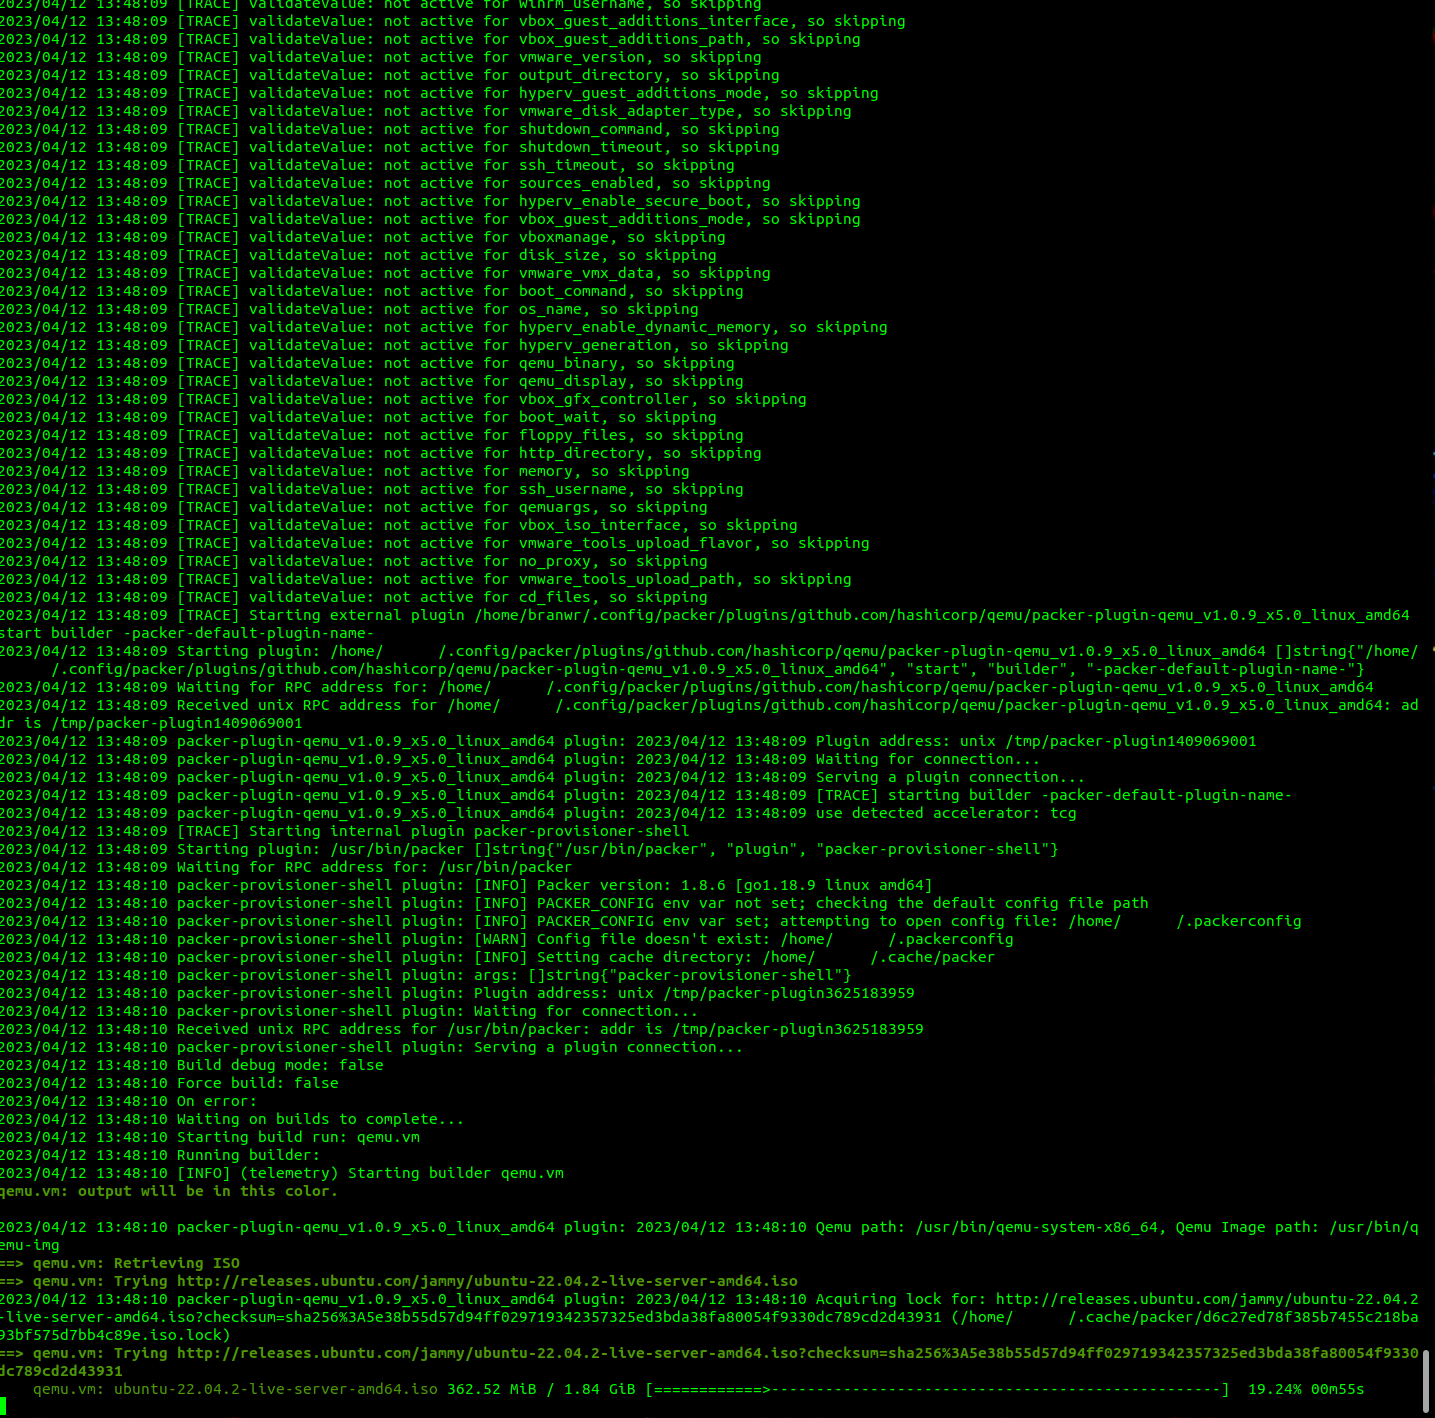 2023/04/12 13:48:09 [TRACE] validateValue: not active for winrm_username, so skipping
2023/04/12 13:48:09 [TRACE] validateValue: not active for vbox_guest_additions_interface, so skipping
2023/04/12 13:48:09 [TRACE] validateValue: not active for vbox_guest_additions_path, so skipping
2023/04/12 13:48:09 [TRACE] validateValue: not active for vmware_version, so skipping
2023/04/12 13:48:09 [TRACE] validateValue: not active for output_directory, so skipping
2023/04/12 13:48:09 [TRACE] validateValue: not active for hyperv_guest_additions_mode, so skipping
2023/04/12 13:48:09 [TRACE] validateValue: not active for vmware_disk_adapter_type, so skipping
2023/04/12 13:48:09 [TRACE] validateValue: not active for shutdown_command, so skipping
2023/04/12 13:48:09 [TRACE] validateValue: not active for shutdown_timeout, so skipping
2023/04/12 13:48:09 [TRACE] validateValue: not active for ssh_timeout, so skipping
2023/04/12 13:48:09 [TRACE] validateValue: not active for sources_enabled, so skipping
2023/04/12 13:48:09 [TRACE] validateValue: not active for hyperv_enable_secure_boot, so skipping
2023/04/12 13:48:09 [TRACE] validateValue: not active for vbox_guest_additions_mode, so skipping
2023/04/12 13:48:09 [TRACE] validateValue: not active for vboxmanage, so skipping
2023/04/12 13:48:09 [TRACE] validateValue: not active for disk_size, so skipping
2023/04/12 13:48:09 [TRACE] validateValue: not active for vmware_vmx_data, so skipping
2023/04/12 13:48:09 [TRACE] validateValue: not active for boot_command, so skipping
2023/04/12 13:48:09 [TRACE] validateValue: not active for os_name, so skipping
2023/04/12 13:48:09 [TRACE] validateValue: not active for hyperv_enable_dynamic_memory, so skipping
2023/04/12 13:48:09 [TRACE] validateValue: not active for hyperv_generation, so skipping
2023/04/12 13:48:09 [TRACE] validateValue: not active for qemu_binary, so skipping
2023/04/12 13:48:09 [TRACE] validateValue: not active for qemu_display, so skipping
2023/04/12 13:48:09 [TRACE] validateValue: not active for vbox_gfx_controller, so skipping
2023/04/12 13:48:09 [TRACE] validateValue: not active for boot_wait, so skipping
2023/04/12 13:48:09 [TRACE] validateValue: not active for floppy_files, so skipping
2023/04/12 13:48:09 [TRACE] validateValue: not active for http_directory, so skipping
2023/04/12 13:48:09 [TRACE] validateValue: not active for memory, so skipping
2023/04/12 13:48:09 [TRACE] validateValue: not active for ssh_username, so skipping
2023/04/12 13:48:09 [TRACE] validateValue: not active for qemuargs, so skipping
2023/04/12 13:48:09 [TRACE] validateValue: not active for vbox_iso_interface, so skipping
2023/04/12 13:48:09 [TRACE] validateValue: not active for vmware_tools_upload_flavor, so skipping
2023/04/12 13:48:09 [TRACE] validateValue: not active for no_proxy, so skipping
2023/04/12 13:48:09 [TRACE] validateValue: not active for vmware_tools_upload_path, so skipping
2023/04/12 13:48:09 [TRACE] validateValue: not active for cd_files, so skipping
2023/04/12 13:48:09 [TRACE] Starting external plugin /home/branwr/.config/packer/plugins/github.com/hashicorp/qemu/packer-plugin-qemu_v1.0.9_x5.0_linux_amd64
start builder -packer-default-plugin-name-
2023/04/12 13:48:09 Starting plugin: /home/ /.config/packer/plugins/github.com/hashicorp/qemu/packer-plugin-qemu_v1.0.9_x5.0_linux_amd64 []string{"/home/
/.config/packer/plugins/github.com/hashicorp/qemu/packer-plugin-qemu_v1.0.9_x5.0_linux_amd64", "start", "builder", "-packer-default-plugin-name-"}
2023/04/12 13:48:09 Waiting for RPC address for: /home/ /.config/packer/plugins/github.com/hashicorp/qemu/packer-plugin-qemu_v1.0.9_x5.0_linux_amd64
2023/04/12 13:48:09 Received unix RPC address for /home/ /.config/packer/plugins/github.com/hashicorp/qemu/packer-plugin-qemu_v1.0.9_x5.0_linux_amd64: ad
dr is /tmp/packer-plugin1409069001
2023/04/12 13:48:09 packer-plugin-qemu_v1.0.9_x5.0_linux_amd64 plugin: 2023/04/12 13:48:09 Plugin address: unix /tmp/packer-plugin1409069001
2023/04/12 13:48:09 packer-plugin-qemu_v1.0.9_x5.0_linux_amd64 plugin: 2023/04/12 13:48:09 Waiting for connection...
2023/04/12 13:48:09 packer-plugin-qemu_v1.0.9_x5.0_linux_amd64 plugin: 2023/04/12 13:48:09 Serving a plugin connection...
2023/04/12 13:48:09 packer-plugin-qemu_v1.0.9_x5.0_linux_amd64 plugin: 2023/04/12 13:48:09 [TRACE] starting builder -packer-default-plugin-name-
2023/04/12 13:48:09 packer-plugin-qemu_v1.0.9_x5.0_linux_amd64 plugin: 2023/04/12 13:48:09 use detected accelerator: tcg
2023/04/12 13:48:09 [TRACE] Starting internal plugin packer-provisioner-shell
2023/04/12 13:48:09 Starting plugin: /usr/bin/packer []string{"/usr/bin/packer", "plugin", "packer-provisioner-shell"}
2023/04/12 13:48:09 Waiting for RPC address for: /usr/bin/packer
2023/04/12 13:48:10 packer-provisioner-shell plugin: [INFO] Packer version: 1.8.6 [go1.18.9 linux amd64]
2023/04/12 13:48:10 packer-provisioner-shell plugin: [INFO] PACKER_CONFIG env var not set; checking the default config file path
2023/04/12 13:48:10 packer-provisioner-shell plugin: [INFO] PACKER_CONFIG env var set; attempting to open config file: /home/ /.packerconfig
2023/04/12 13:48:10 packer-provisioner-shell plugin: [WARN] Config file doesn't exist: /home/ /.packerconfig
2023/04/12 13:48:10 packer-provisioner-shell plugin: [INFO] Setting cache directory: /home/ /.cache/packer
2023/04/12 13:48:10 packer-provisioner-shell plugin: args: []string{"packer-provisioner-shell"}
2023/04/12 13:48:10 packer-provisioner-shell plugin: Plugin address: unix /tmp/packer-plugin3625183959
2023/04/12 13:48:10 packer-provisioner-shell plugin: Waiting for connection...
2023/04/12 13:48:10 Received unix RPC address for /usr/bin/packer: addr is /tmp/packer-plugin3625183959
2023/04/12 13:48:10 packer-provisioner-shell plugin: Serving a plugin connection...
2023/04/12 13:48:10 Build debug mode: false
2023/04/12 13:48:10 Force build: false
2023/04/12 13:48:10 On error:
2023/04/12 13:48:10 Waiting on builds to complete...
2023/04/12 13:48:10 Starting build run: qemu.vm
2023/04/12 13:48:10 Running builder:
2023/04/12 13:48:10 [INFO] (telemetry) Starting builder qemu.vm
qemu.vm: output will be in this color.
2023/04/12 13:48:10 packer-plugin-qemu_v1.0.9_x5.0_linux_amd64 plugin: 2023/04/12 13:48:10 Qemu path: /usr/bin/qemu-system-x86_64, Qemu Image path: /usr/bin/q
emu-img
==> qemu.vm: Retrieving ISO
==> qemu.vm: Trying http://releases.ubuntu.com/jammy/ubuntu-22.04.2-live-server-amd64.iso
2023/04/12 13:48:10 packer-plugin-qemu_v1.0.9_x5.0_linux_amd64 plugin: 2023/04/12 13:48:10 Acquiring lock for: http://releases.ubuntu.com/jammy/ubuntu-22.04.2
-live-server-amd64.iso?checksum=sha256%3A5e38b55d57d94ff029719342357325ed3bda38fa80054f9330dc789cd2d43931 (/home/ /.cache/packer/d6c27ed78f385b7455c218ba
93bf575d7bb4c89e.iso.lock)
==> qemu.vm: Trying http://releases.ubuntu.com/jammy/ubuntu-22.04.2-live-server-amd64.iso?checksum=sha256%3A5e38b55d57d94ff029719342357325ed3bda38fa80054f9330
dc789cd2d43931
qemu.vm: ubuntu-22.04.2-live-server-amd64.iso 362.52 MiB / 1.84 GiB [============>--------------------------------------------------] 19.24% 00m55s